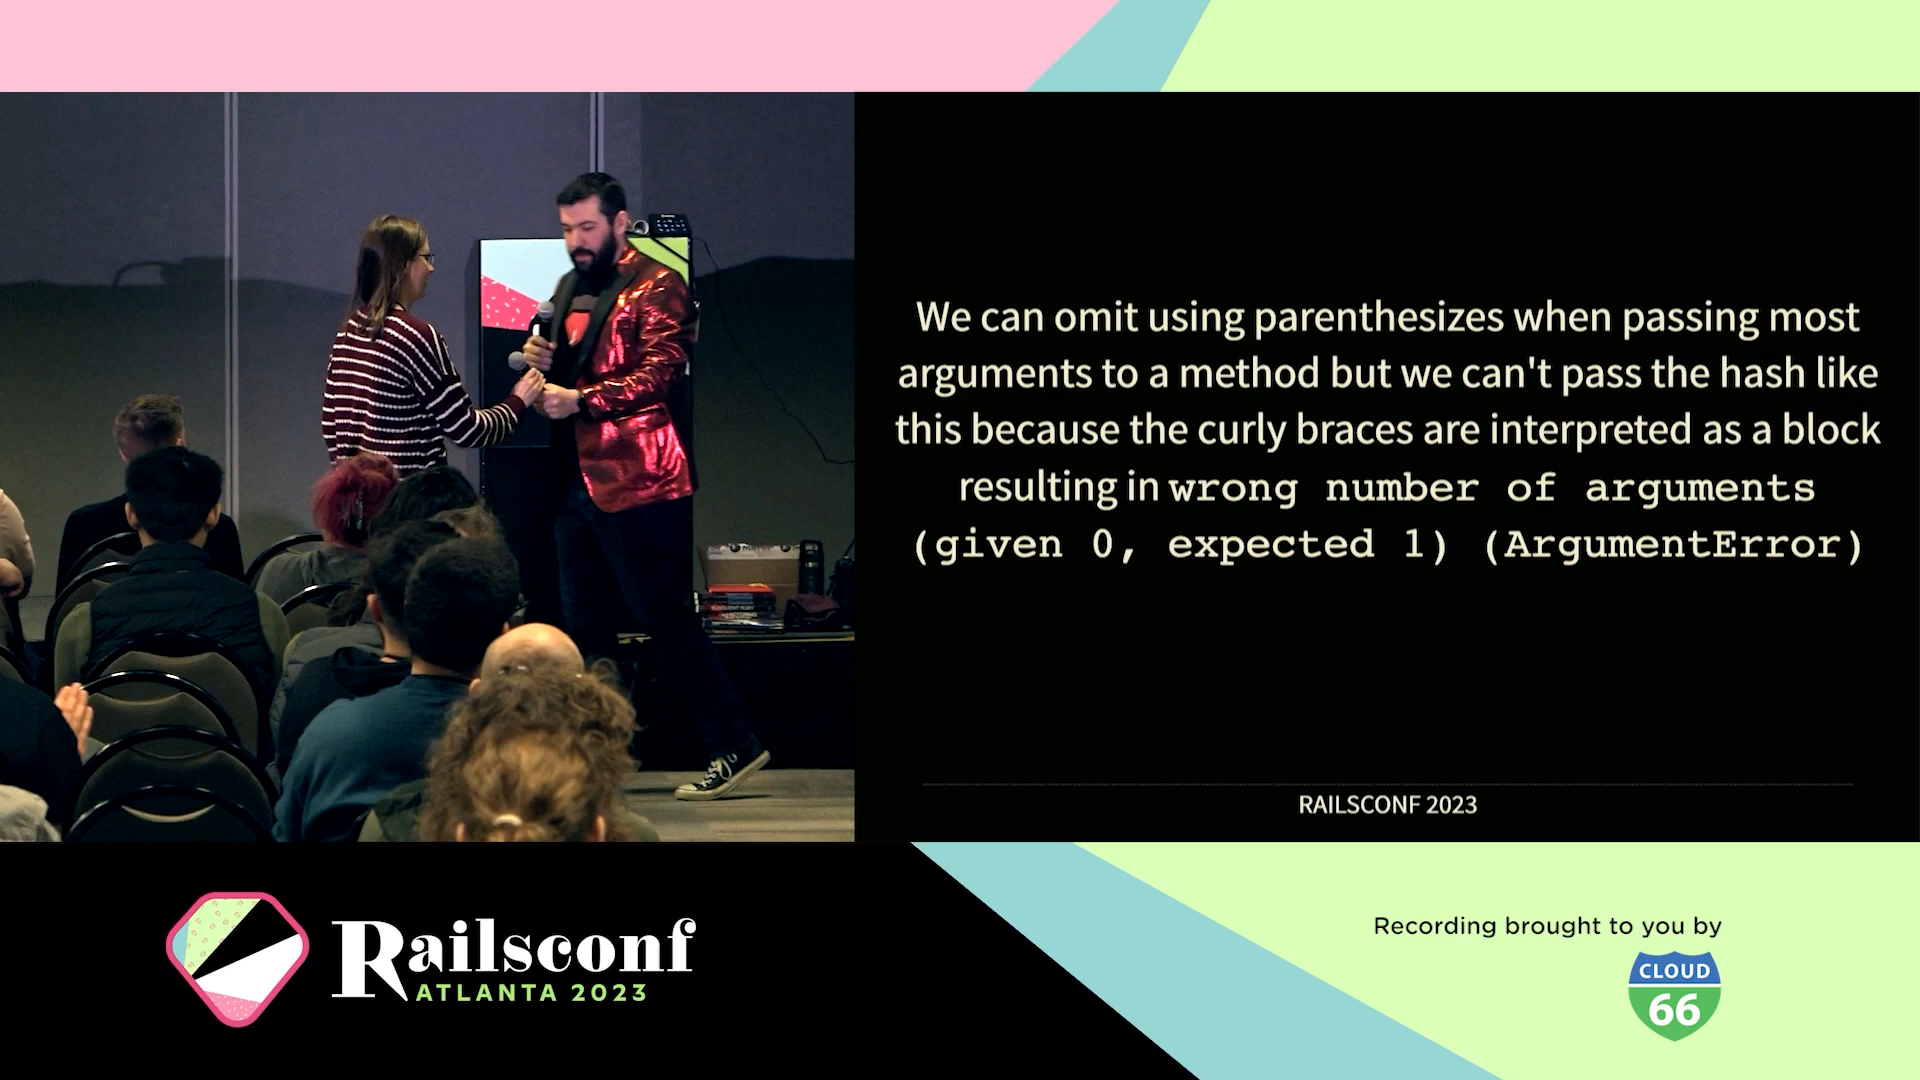 We can omit using parenthesizes when passing most
arguments to a method but we can't pass the hash like
this because the curly braces are interpreted as a block
resulting in wrong number of arguments
(given 0, expected 1) (ArgumentError)
RAILSCONF 2023
Railsconf
ATLANTA 2023
Recording brought to you by
CLOUD
66